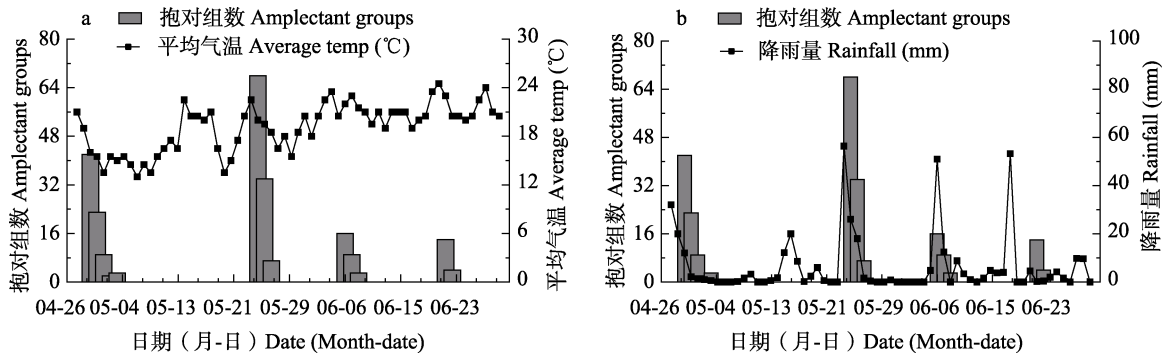 a
抱对组数 Amplectant groups
平均气温 Average temp (℃)
80
64
48
32
16
0
抱对组数 Amplectant groups
30
24
18
12
6
0
平均气温 Average temp (℃)
04-26 05-04 05-13 05-21 05-29 06-06 06-15 06-23
日期（月-日）Date (Month-date)
b
抱对组数 Amplectant groups
降雨量 Rainfall (mm)
80
64
48
32
16
0
抱对组数 Amplectant groups
100
80
60
40
20
0
降雨量 Rainfall (mm)
04-26 05-04 05-13 05-21 05-29 06-06 06-15 06-23
日期（月-日）Date (Month-date)